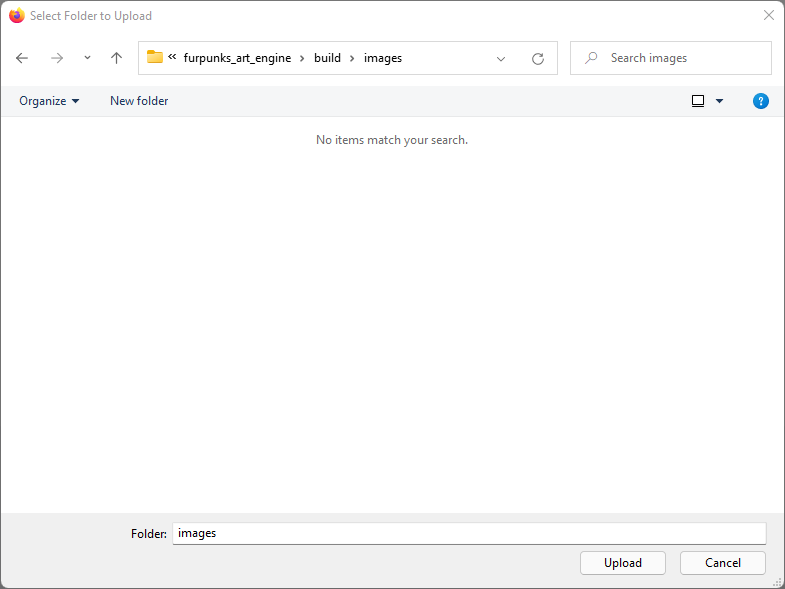 Select Folder to Upload
« furpunks_art_engine › build › images
Search images
Organize
New folder
?
No items match your search.
Folder: images
Upload
Cancel